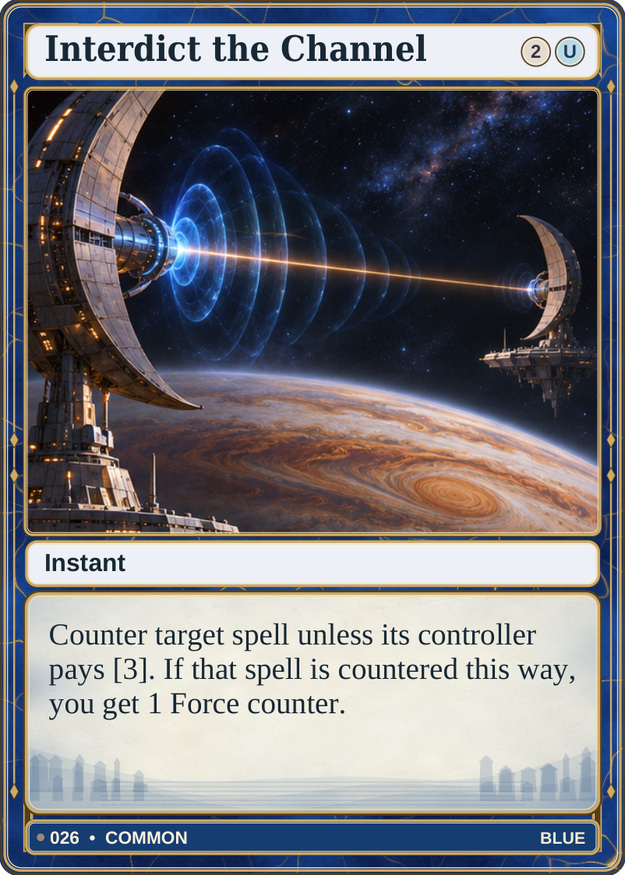 Interdict the Channel 2 U
Instant
Counter target spell unless its controller
pays [3]. If that spell is countered this way,
you get 1 Force counter.
026 • COMMON BLUE